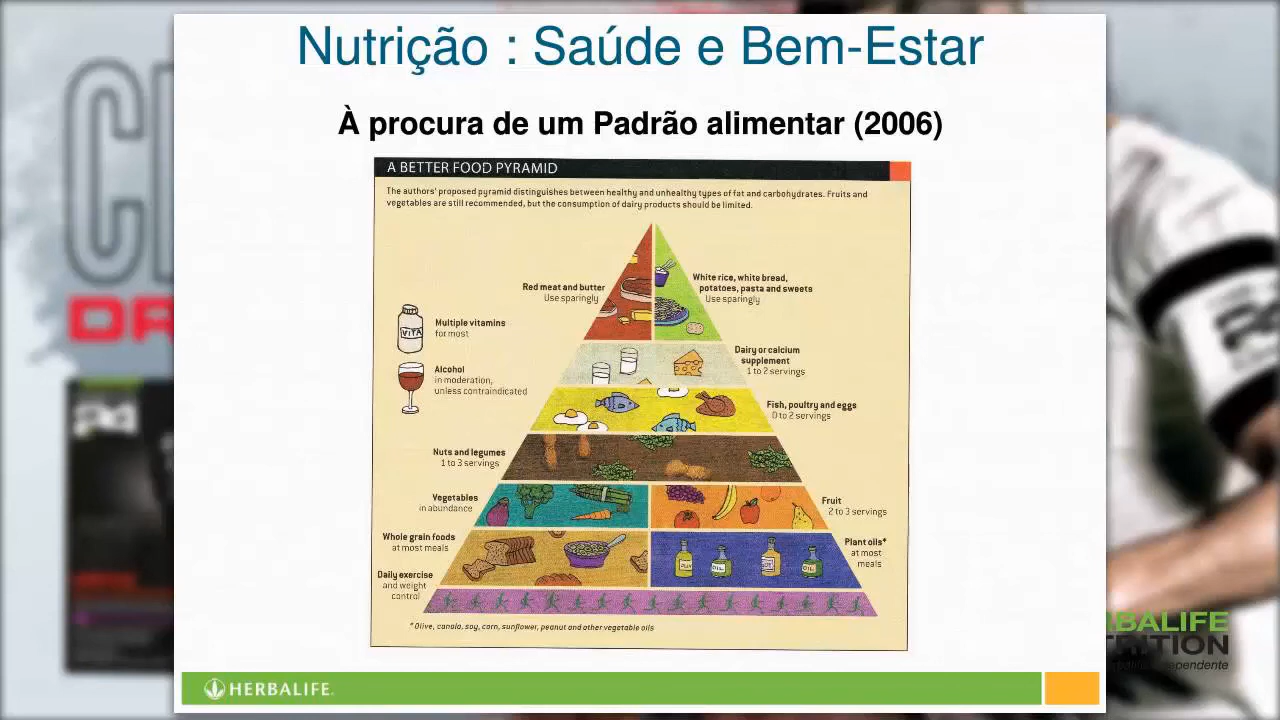 Nutrição : Saúde e Bem-Estar
À procura de um Padrão alimentar (2006)
A BETTER FOOD PYRAMID
The authors' proposed pyramid distinguishes between healthy and unhealthy types of fat and carbohydrates. Fruits and
vegetables are still recommended, but the consumption of dairy products should be limited.
Red meat and butter
Use sparingly
White rice, white bread,
potatoes, pasta and sweets
Use sparingly
VITA
Multiple vitamins
for most
Alcohol
in moderation,
unless contraindicated
Dairy or calcium
supplement
1 to 2 servings
Fish, poultry and eggs
0 to 2 servings
Nuts and legumes
1 to 3 servings
Vegetables
in abundance
Fruit
2 to 3 servings
Whole grain foods
at most meals
Plant oils*
at most
meals
OIL
OIL
Daily exercise
and weight
control
* Olive, canola, soy, corn, sunflower, peanut and other vegetable oils
HERBALIFE